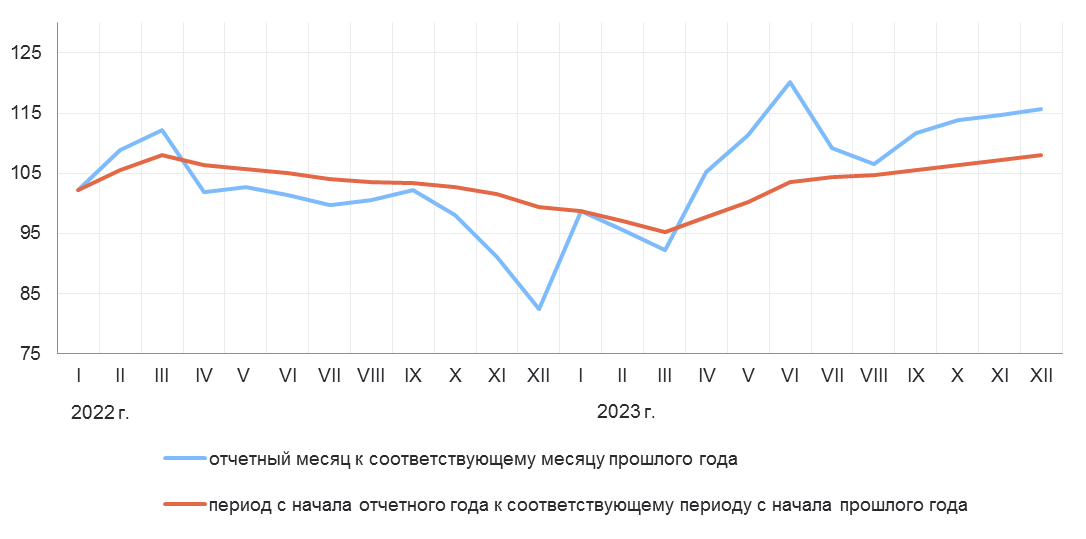 125
115
105
95
85
75
I II III IV V VI VII VIII IX X XI XII I II III IV V VI VII VIII IX X XI XII
2022 г. 2023 г.
отчетный месяц к соответствующему месяцу прошлого года
период с начала отчетного года к соответствующему периоду с начала прошлого года